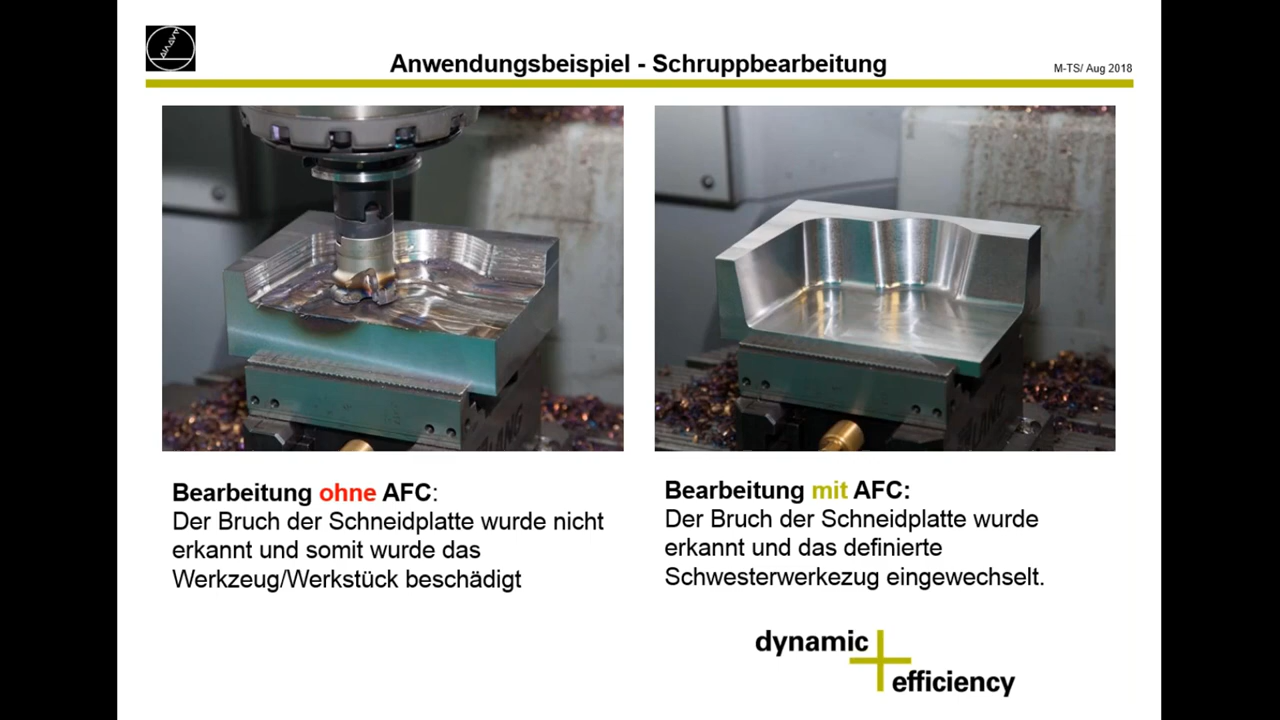 Anwendungsbeispiel - Schruppbearbeitung
M-TS/ Aug 2018
LANG
LANG
Bearbeitung ohne AFC:
Der Bruch der Schneidplatte wurde nicht
erkannt und somit wurde das
Werkzeug/Werkstück beschädigt
Bearbeitung mit AFC:
Der Bruch der Schneidplatte wurde
erkannt und das definierte
Schwesterwerkezug eingewechselt.
dynamic
efficiency